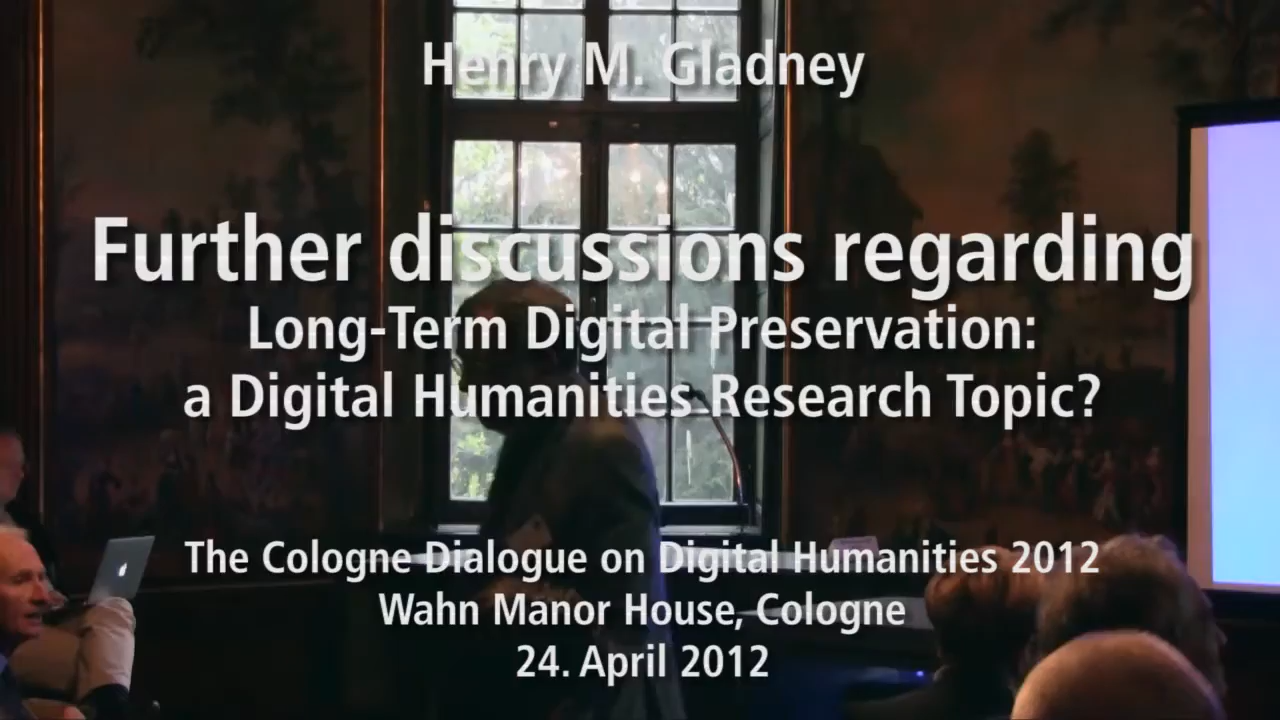 Henry M. Gladney
Further discussions regarding
Long-Term Digital Preservation:
a Digital Humanities Research Topic?
The Cologne Dialogue on Digital Humanities 2012
Wahn Manor House, Cologne
24. April 2012